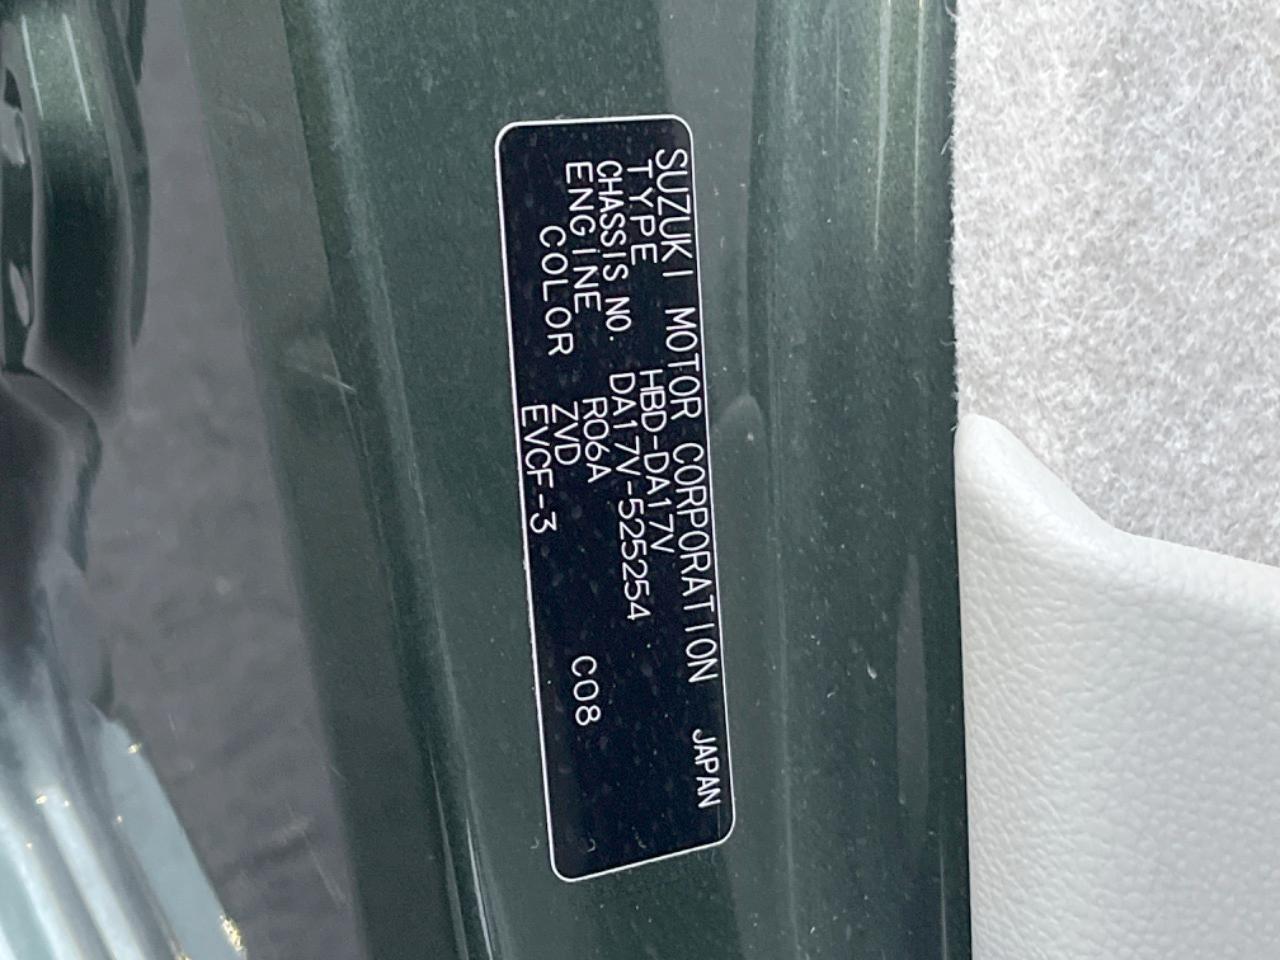 SUZUKI MOTOR CORPORATION JAPAN
TYPE HBD-DA17V
CHASSIS NO. DA17V-525254
ENGINE R06A
COLOR ZVD C08
EVCF-3